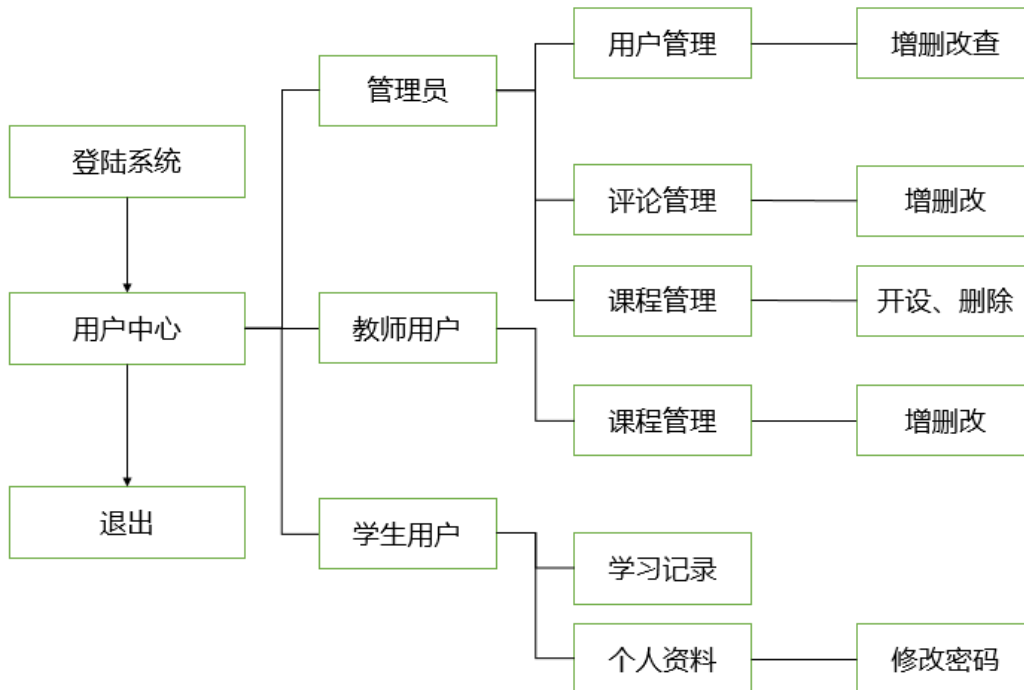 用户管理
增删改查
管理员
登陆系统
评论管理
增删改
课程管理
开设、删除
用户中心
教师用户
课程管理
增删改
退出
学生用户
学习记录
个人资料
修改密码